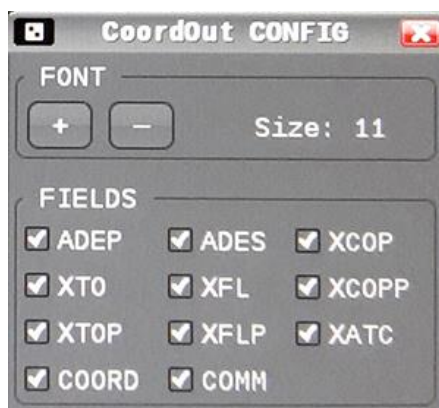 CoordOut CONFIG
FONT
+ - Size: 11
FIELDS
ADEP ADES XCOP
XTO XFL XCOPP
XTOP XFLP XATC
COORD COMM